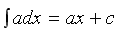 ∫adx = ax + c